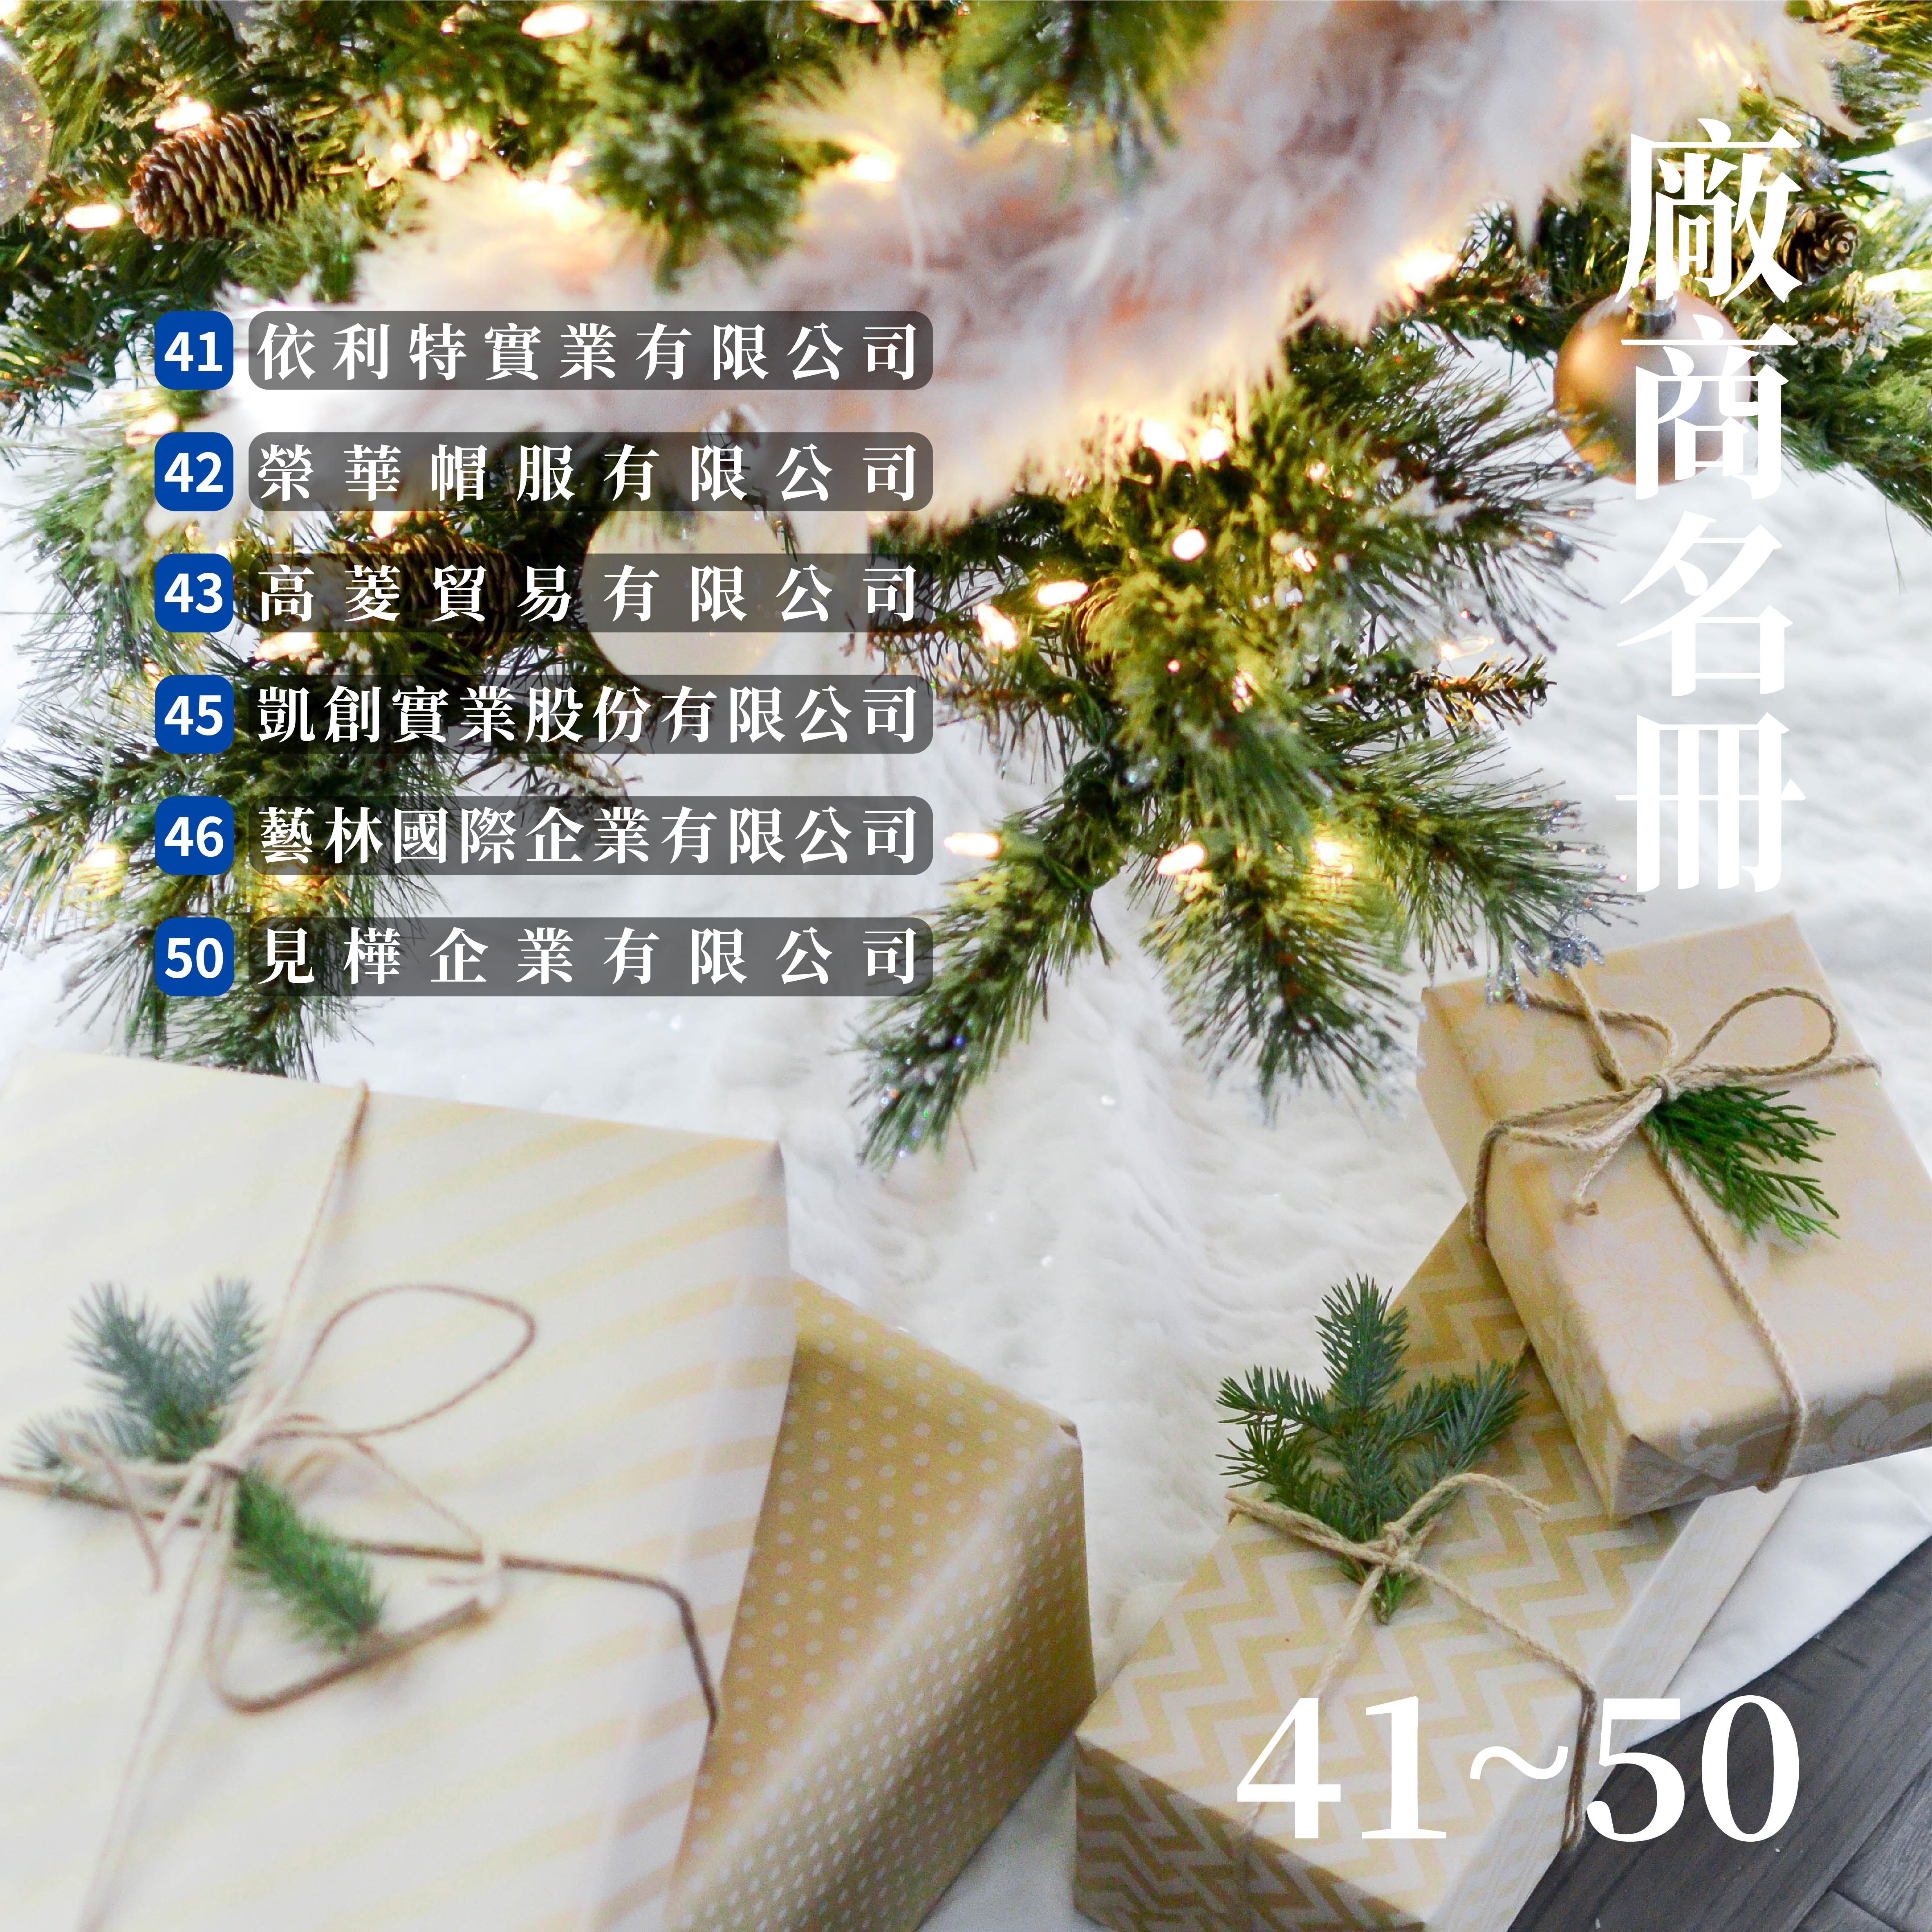 廠商名冊
41 依利特實業有限公司
42 榮華帽服有限公司
43 高菱貿易有限公司
45 凱創實業股份有限公司
46 藝林國際企業有限公司
50 見樺企業有限公司
41~50